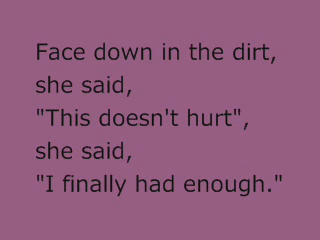 Face down in the dirt,
she said,
"This doesn't hurt",
she said,
"I finally had enough."